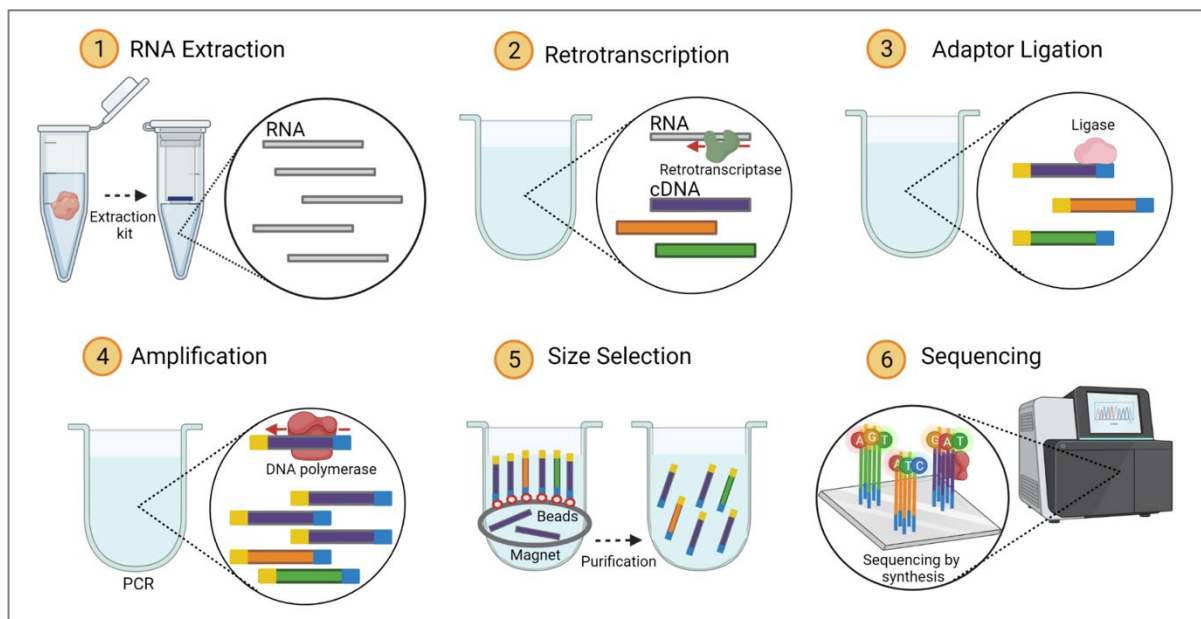 1 RNA Extraction
RNA
Extraction
kit
2 Retrotranscription
RNA
Retrotranscriptase
cDNA
3 Adaptor Ligation
Ligase
4 Amplification
DNA polymerase
PCR
5 Size Selection
Beads
Magnet
Purification
6 Sequencing
A G T
A T C
G A T
Sequencing by
synthesis